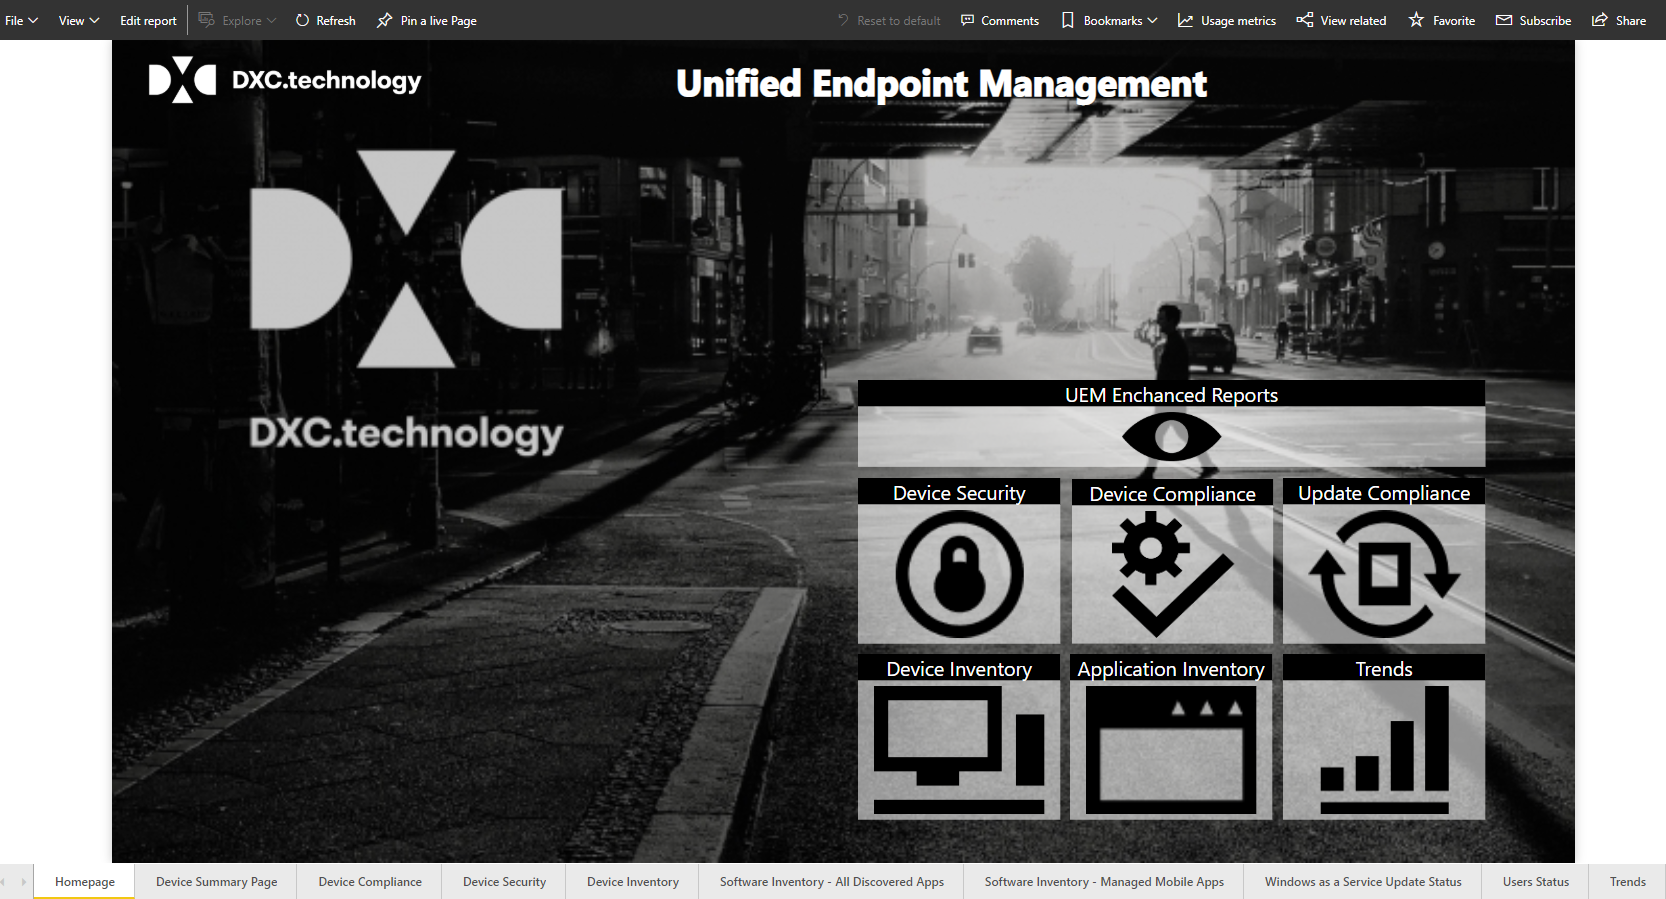 File View Edit report Explore Refresh Pin a live Page Reset to default Comments Bookmarks Usage metrics View related Favorite Subscribe Share
DXC.technology
Unified Endpoint Management
DXC.technology
UEM Enchanced Reports
Device Security Device Compliance Update Compliance
Device Inventory Application Inventory Trends
Homepage Device Summary Page Device Compliance Device Security Device Inventory Software Inventory - All Discovered Apps Software Inventory - Managed Mobile Apps Windows as a Service Update Status Users Status Trends